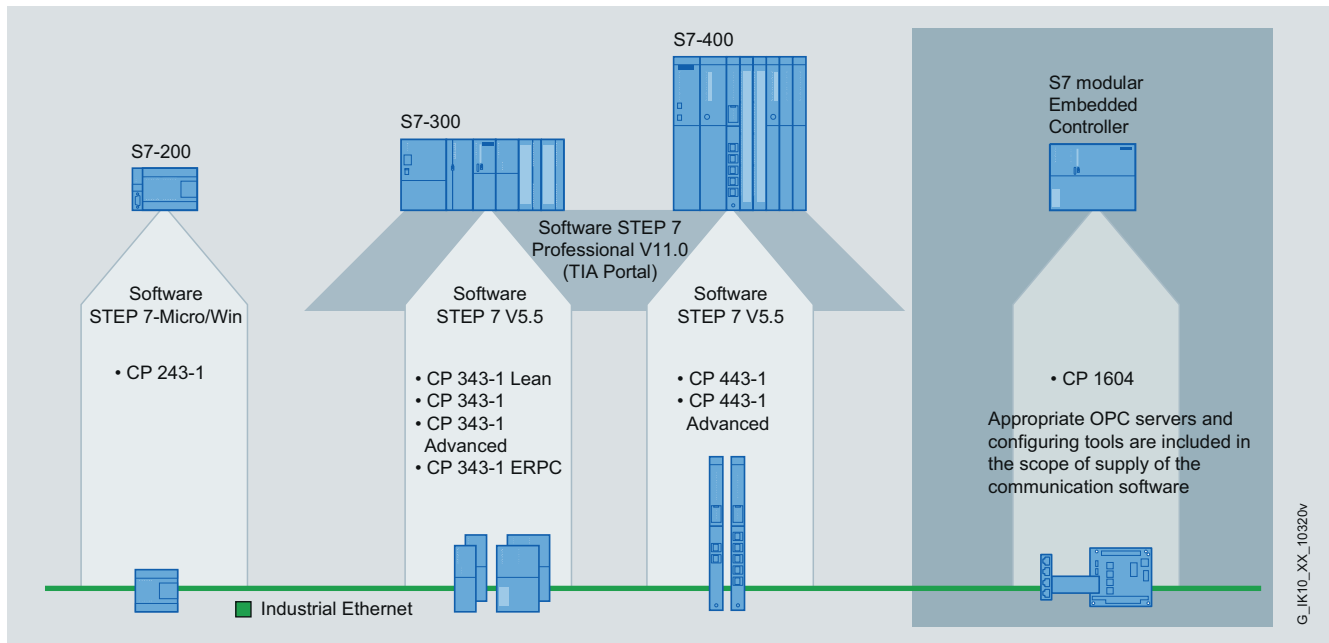 S7-200
Software
STEP 7-Micro/Win
• CP 243-1
S7-300
Software
STEP 7 V5.5
• CP 343-1 Lean
• CP 343-1
• CP 343-1
Advanced
• CP 343-1 ERPC
Software STEP 7
Professional V11.0
(TIA Portal)
S7-400
Software
STEP 7 V5.5
• CP 443-1
• CP 443-1
Advanced
S7 modular
Embedded
Controller
• CP 1604
Appropriate OPC servers and
configuring tools are included in
the scope of supply of the
communication software
Industrial Ethernet
G_IK10_XX_10320v